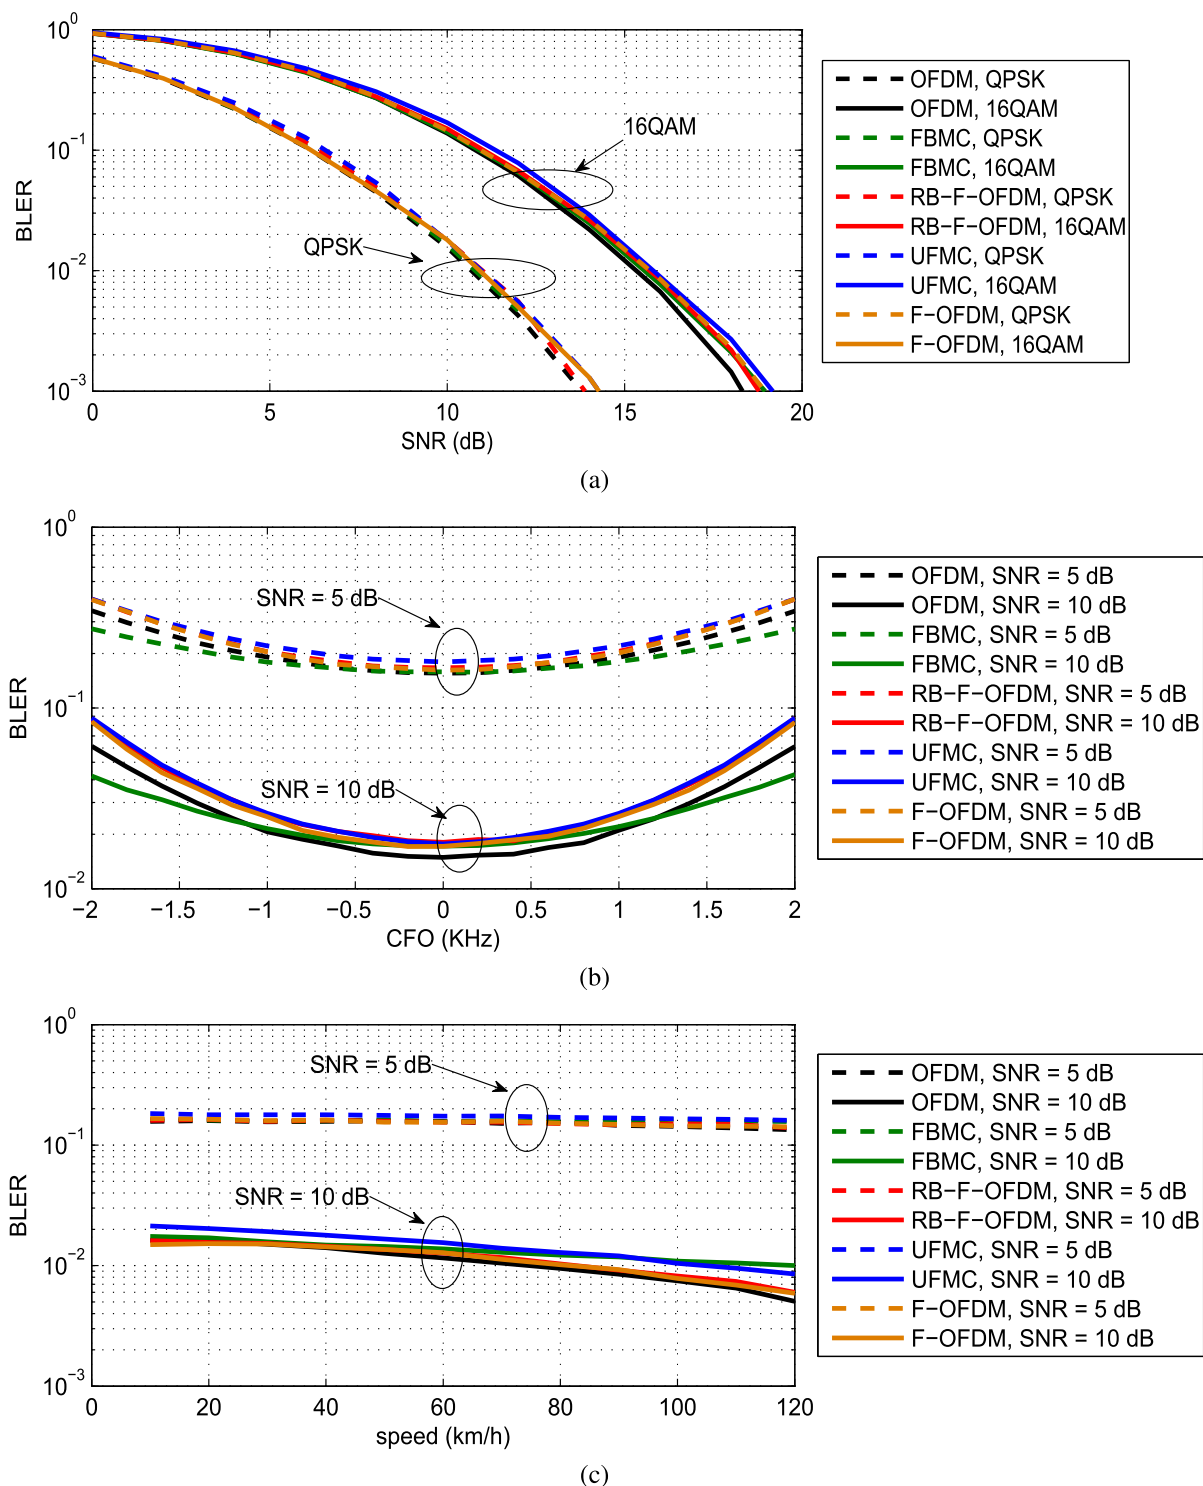 10^0
10^-1
10^-2
10^-3
BLER
16QAM
QPSK
0
5
10
15
20
SNR (dB)
OFDM, QPSK
OFDM, 16QAM
FBMC, QPSK
FBMC, 16QAM
RB-F-OFDM, QPSK
RB-F-OFDM, 16QAM
UFMC, QPSK
UFMC, 16QAM
F-OFDM, QPSK
F-OFDM, 16QAM
(a)
10^0
10^-1
10^-2
BLER
SNR = 5 dB
SNR = 10 dB
-2
-1.5
-1
-0.5
0
0.5
1
1.5
2
CFO (KHz)
OFDM, SNR = 5 dB
OFDM, SNR = 10 dB
FBMC, SNR = 5 dB
FBMC, SNR = 10 dB
RB-F-OFDM, SNR = 5 dB
RB-F-OFDM, SNR = 10 dB
UFMC, SNR = 5 dB
UFMC, SNR = 10 dB
F-OFDM, SNR = 5 dB
F-OFDM, SNR = 10 dB
(b)
10^0
10^-1
10^-2
10^-3
BLER
SNR = 5 dB
SNR = 10 dB
0
20
40
60
80
100
120
speed (km/h)
OFDM, SNR = 5 dB
OFDM, SNR = 10 dB
FBMC, SNR = 5 dB
FBMC, SNR = 10 dB
RB-F-OFDM, SNR = 5 dB
RB-F-OFDM, SNR = 10 dB
UFMC, SNR = 5 dB
UFMC, SNR = 10 dB
F-OFDM, SNR = 5 dB
F-OFDM, SNR = 10 dB
(c)